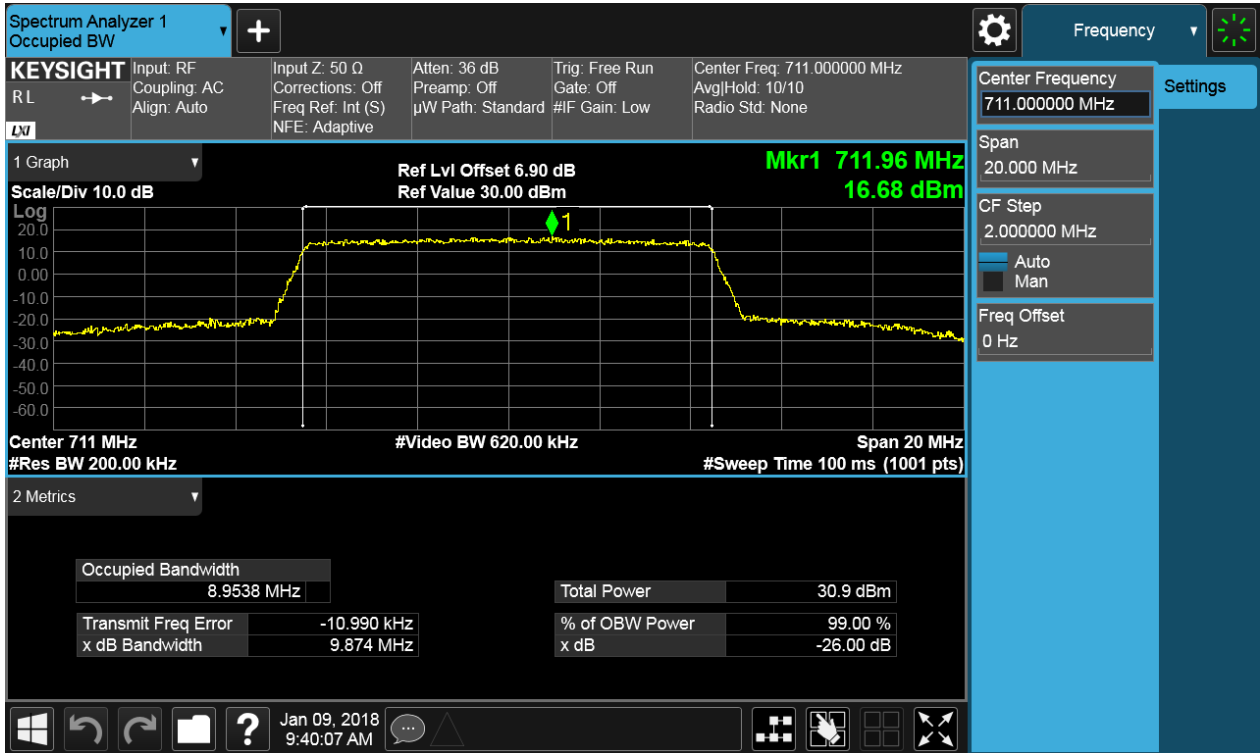 Spectrum Analyzer 1
Occupied BW
+
Frequency
KEYSIGHT
RL
LXI
Input: RF
Coupling: AC
Align: Auto
Input Z: 50 Ω
Corrections: Off
Freq Ref: Int (S)
NFE: Adaptive
Atten: 36 dB
Preamp: Off
µW Path: Standard
Trig: Free Run
Gate: Off
#IF Gain: Low
Center Freq: 711.000000 MHz
Avg|Hold: 10/10
Radio Std: None
Center Frequency
711.000000 MHz
Settings
Span
20.000 MHz
CF Step
2.000000 MHz
Auto
Man
Freq Offset
0 Hz
1 Graph
Scale/Div 10.0 dB
Ref Lvl Offset 6.90 dB
Ref Value 30.00 dBm
Mkr1 711.96 MHz
16.68 dBm
Log
20.0
10.0
0.00
-10.0
-20.0
-30.0
-40.0
-50.0
-60.0
1
Center 711 MHz
#Video BW 620.00 kHz
Span 20 MHz
#Res BW 200.00 kHz
#Sweep Time 100 ms (1001 pts)
2 Metrics
Occupied Bandwidth
8.9538 MHz
Total Power 30.9 dBm
Transmit Freq Error -10.990 kHz
% of OBW Power 99.00 %
x dB Bandwidth 9.874 MHz
x dB -26.00 dB
?
Jan 09, 2018
9:40:07 AM